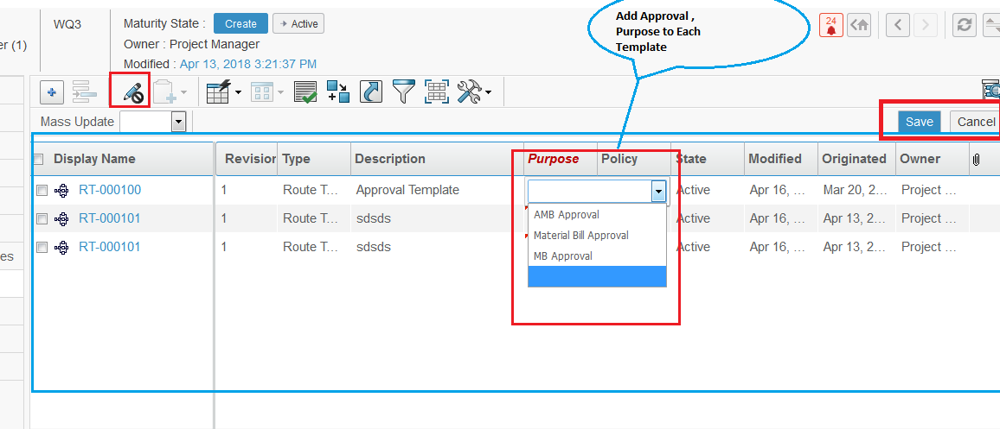 Add Approval ,
Purpose to Each
Template
WQ3
Maturity State : Create Active
24
er (1)
Owner : Project Manager
Modified : Apr 13, 2018 3:21:37 PM
Mass Update
Save Cancel
Display Name Revision Type Description Purpose Policy State Modified Originated Owner
RT-000100 1 Route T... Approval Template Active Apr 16, ... Mar 20, 2... Project ...
AMB Approval
RT-000101 1 Route T... sdsds Active Apr 16, ... Apr 13, 2... Project ...
Material Bill Approval
RT-000101 1 Route T... sdsds Active Apr 16, ... Apr 13, 2... Project ...
MB Approval
es